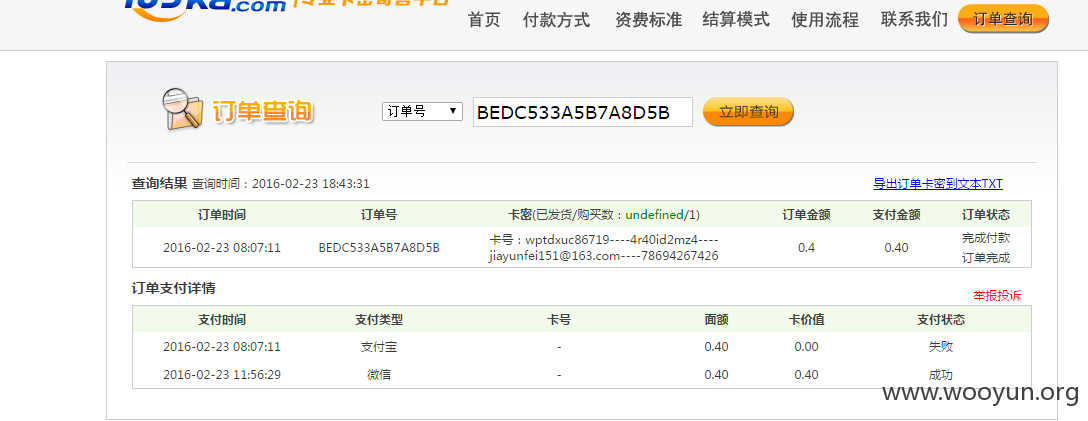 专业卡密寄售平台
首页 付款方式 资费标准 结算模式 使用流程 联系我们 订单查询
订单查询 订单号 BEDC533A5B7A8D5B 立即查询
查询结果 查询时间：2016-02-23 18:43:31 导出订单卡密到文本TXT
订单时间 订单号 卡密(已发货/购买数：undefined/1) 订单金额 支付金额 订单状态
2016-02-23 08:07:11 BEDC533A5B7A8D5B 卡号：wptdxuc86719----4r40id2mz4---- 0.4 0.40 完成付款
jiayunfei151@163.com----78694267426 订单完成
订单支付详情 举报投诉
支付时间 支付类型 卡号 面额 卡价值 支付状态
2016-02-23 08:07:11 支付宝 - 0.40 0.00 失败
2016-02-23 11:56:29 微信 - 0.40 0.40 成功
www.wooyun.org